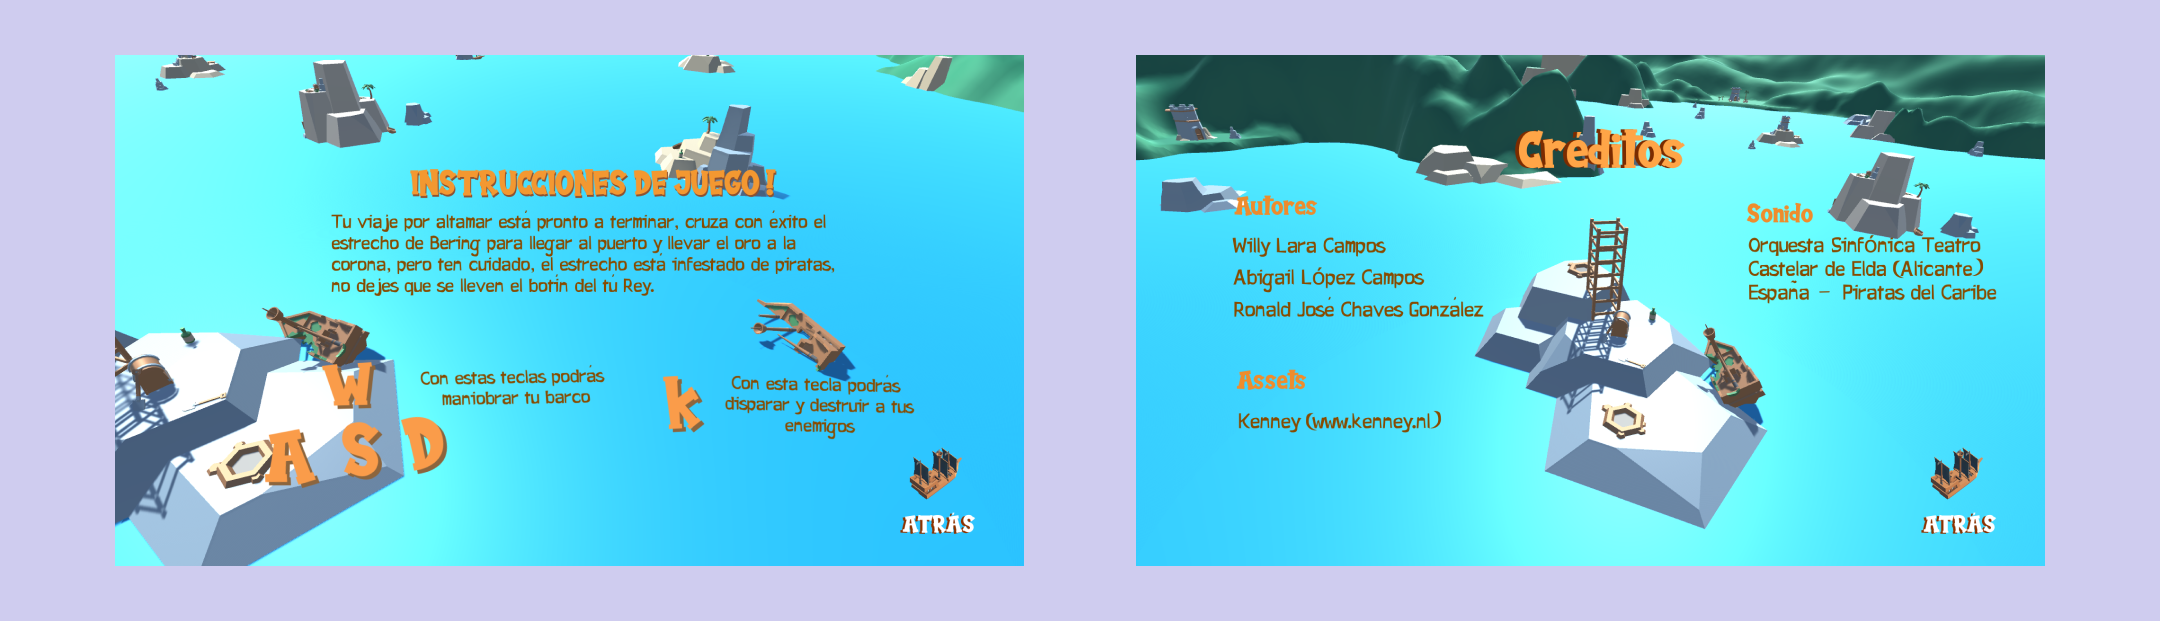 INSTRUCCIONES DE JUEGO !
Tu viaje por altamar está pronto a terminar, cruza con éxito el
estrecho de Bering para llegar al puerto y llevar el oro a la
corona, pero ten cuidado, el estrecho está infestado de piratas,
no dejes que se lleven el botín del tú Rey.
W
A S D
Con estas teclas podrás
maniobrar tu barco
k
Con esta tecla podrás
disparar y destruir a tus
enemigos
ATRÁS
Créditos
Autores
Willy Lara Campos
Abigail López Campos
Ronald José Chaves González
Assets
Kenney (www.kenney.nl)
Sonido
Orquesta Sinfónica Teatro
Castelar de Elda (Alicante)
España - Piratas del Caribe
ATRÁS